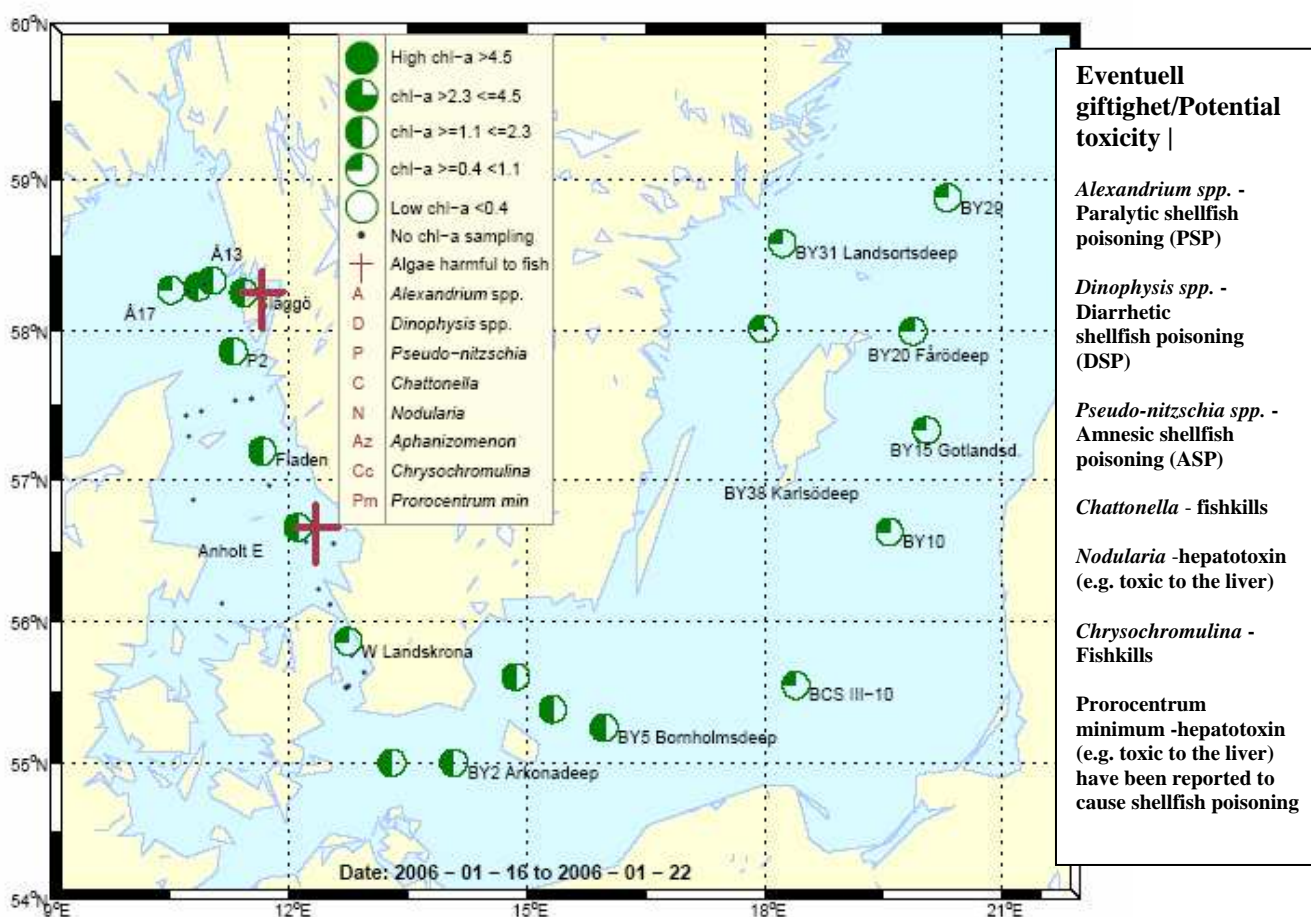 60°N
59°N
58°N
57°N
56°N
55°N
54°N
9°E
12°E
15°E
18°E
21°E
High chl-a >4.5
chl-a >2.3 <=4.5
chl-a >=1.1 <=2.3
chl-a >=0.4 <1.1
Low chl-a <0.4
No chl-a sampling
Algae harmful to fish
A Alexandrium spp.
D Dinophysis spp.
P Pseudo-nitzschia
C Chattonella
N Nodularia
Az Aphanizomenon
Cc Chrysochromulina
Pm Prorocentrum min
Å13
Å17
P2
Fladen
Anholt E
W Landskrona
BY2 Arkonadeep
BY5 Bornholmsdeep
BCS III-10
BY10
BY38 Karlsödeep
BY15 Gotlandsd.
BY20 Fårödeep
BY31 Landsortsdeep
BY29
Date: 2006 - 01 - 16 to 2006 - 01 - 22
Eventuell
giftighet/Potential
toxicity |
Alexandrium spp. -
Paralytic shellfish
poisoning (PSP)
Dinophysis spp. -
Diarrhetic
shellfish poisoning
(DSP)
Pseudo-nitzschia spp. -
Amnesic shellfish
poisoning (ASP)
Chattonella - fishkills
Nodularia -hepatotoxin
(e.g. toxic to the liver)
Chrysochromulina -
Fishkills
Prorocentrum
minimum -hepatotoxin
(e.g. toxic to the liver)
have been reported to
cause shellfish poisoning